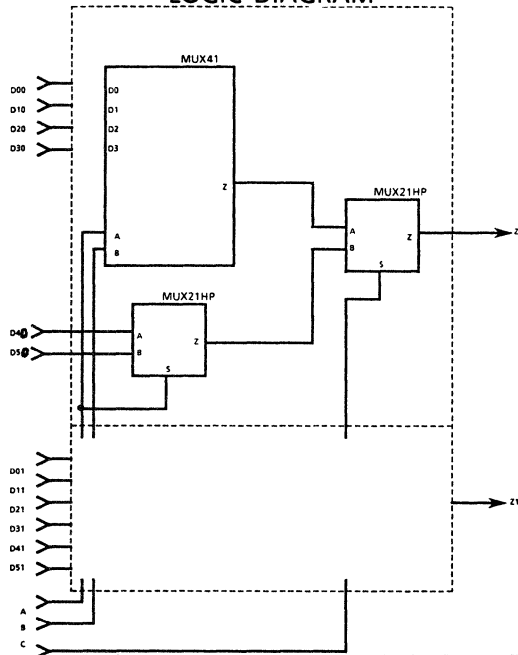 LOGIC DIAGRAM
MUX41
D00
D0
D10
D1
D20
D2
D30
D3
Z
MUX21HP
A
B
A
B
Z
S
Z
MUX21HP
D40
D50
A
B
Z
S
D01
D11
D21
D31
D41
D51
Z1
A
B
C